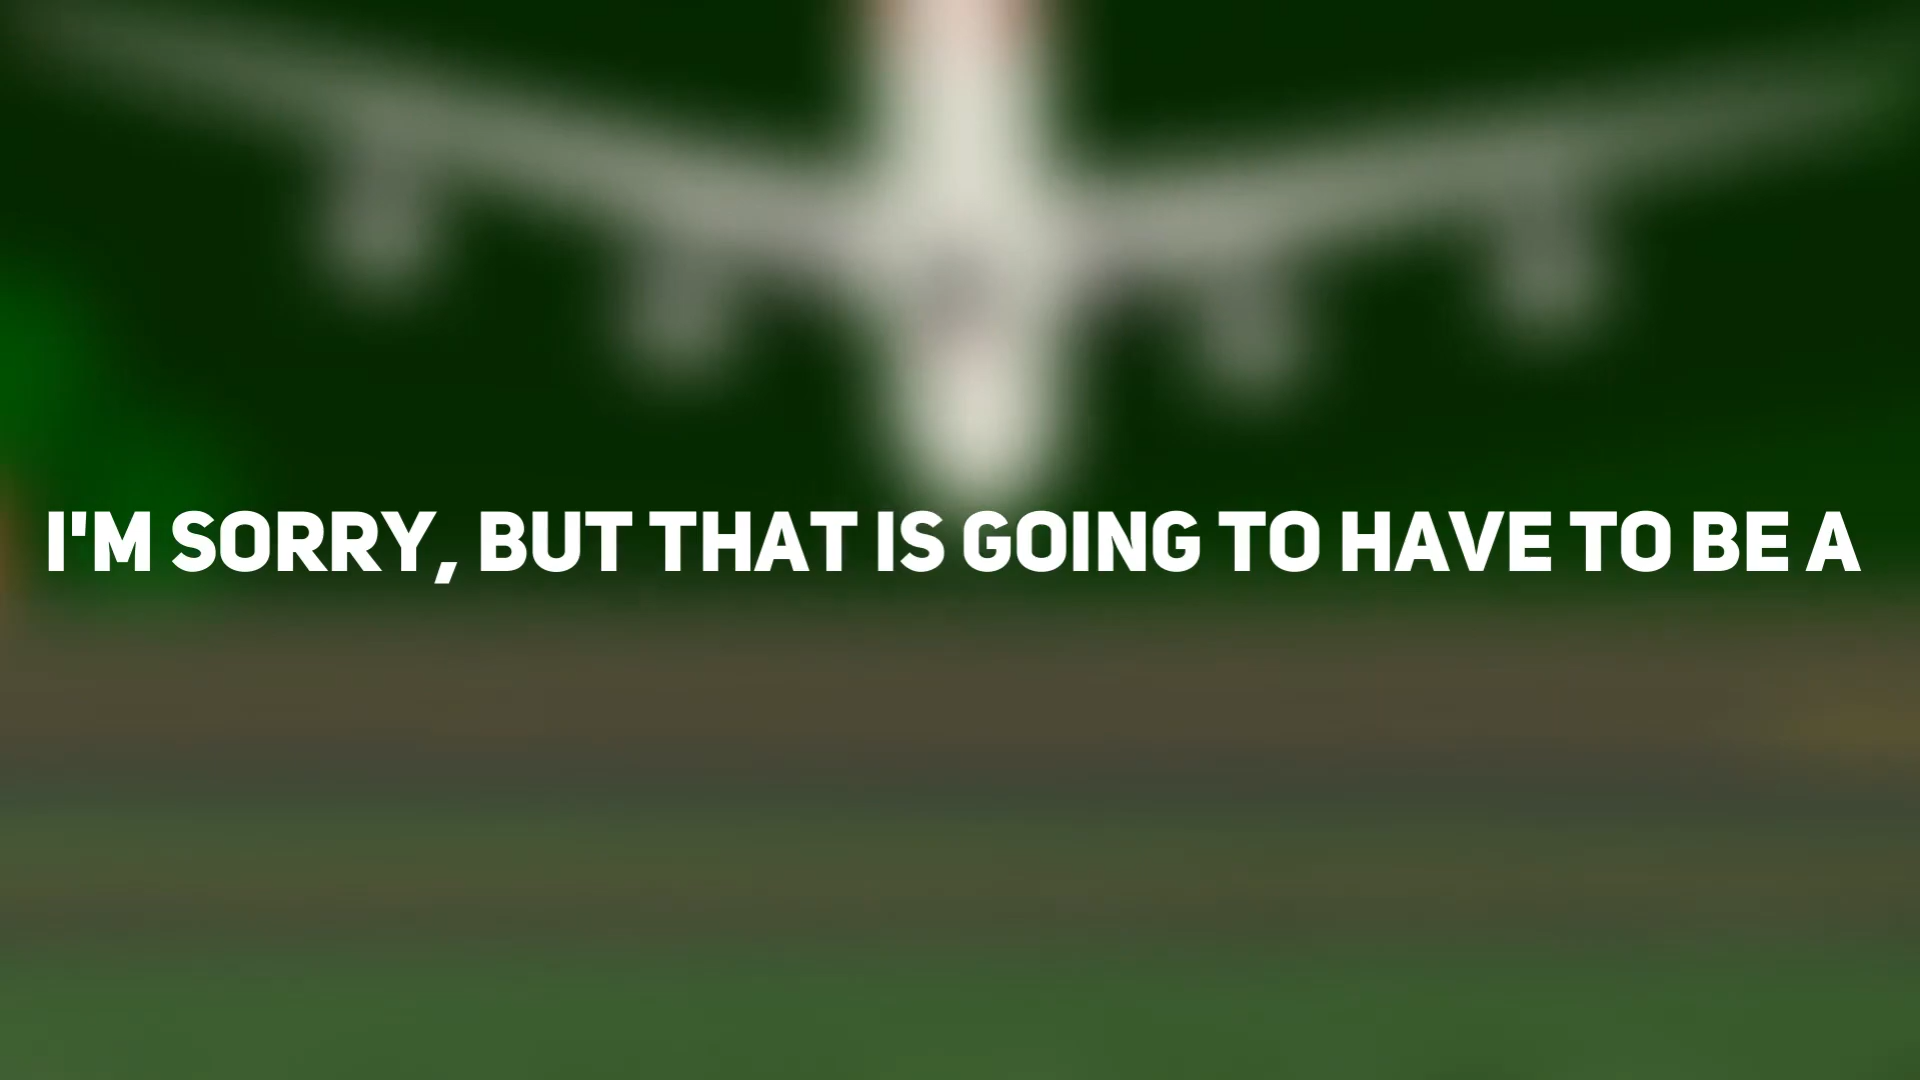 I'M SORRY, BUT THAT IS GOING TO HAVE TO BE A